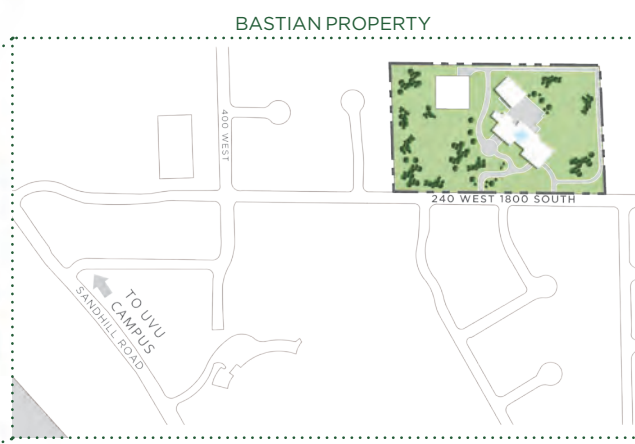 BASTIAN PROPERTY
400 WEST
240 WEST 1800 SOUTH
TO UVU
CAMPUS
SANDHILL ROAD